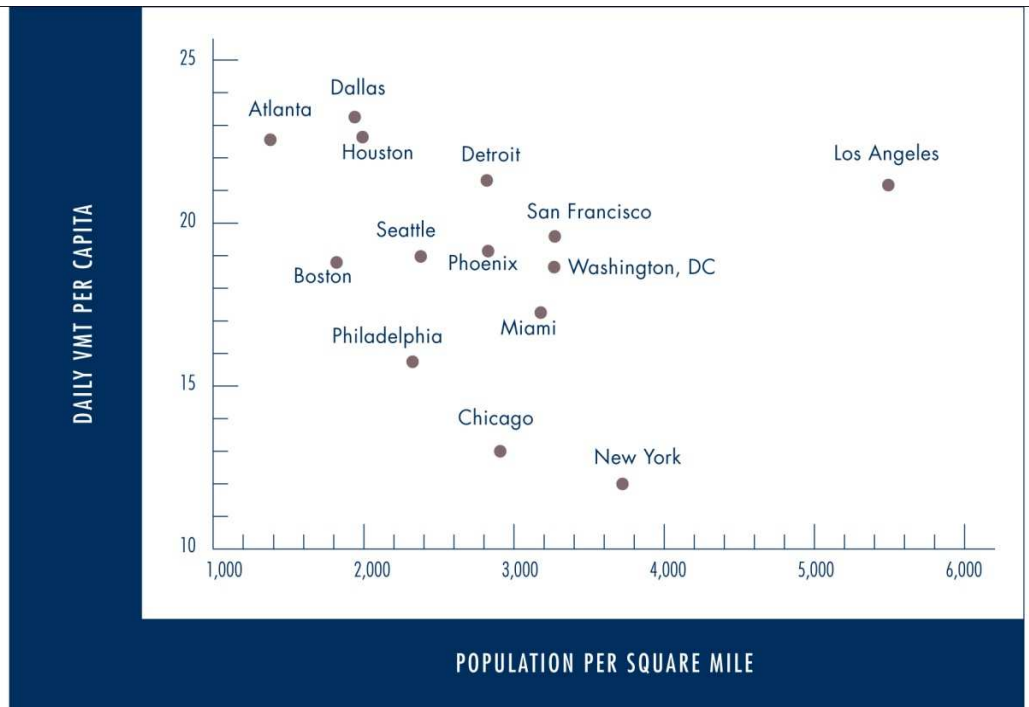 DAILY VMT PER CAPITA
25
20
15
10
Dallas
Atlanta
Houston
Detroit
Los Angeles
San Francisco
Seattle
Phoenix
Washington, DC
Boston
Miami
Philadelphia
Chicago
New York
1,000 2,000 3,000 4,000 5,000 6,000
POPULATION PER SQUARE MILE